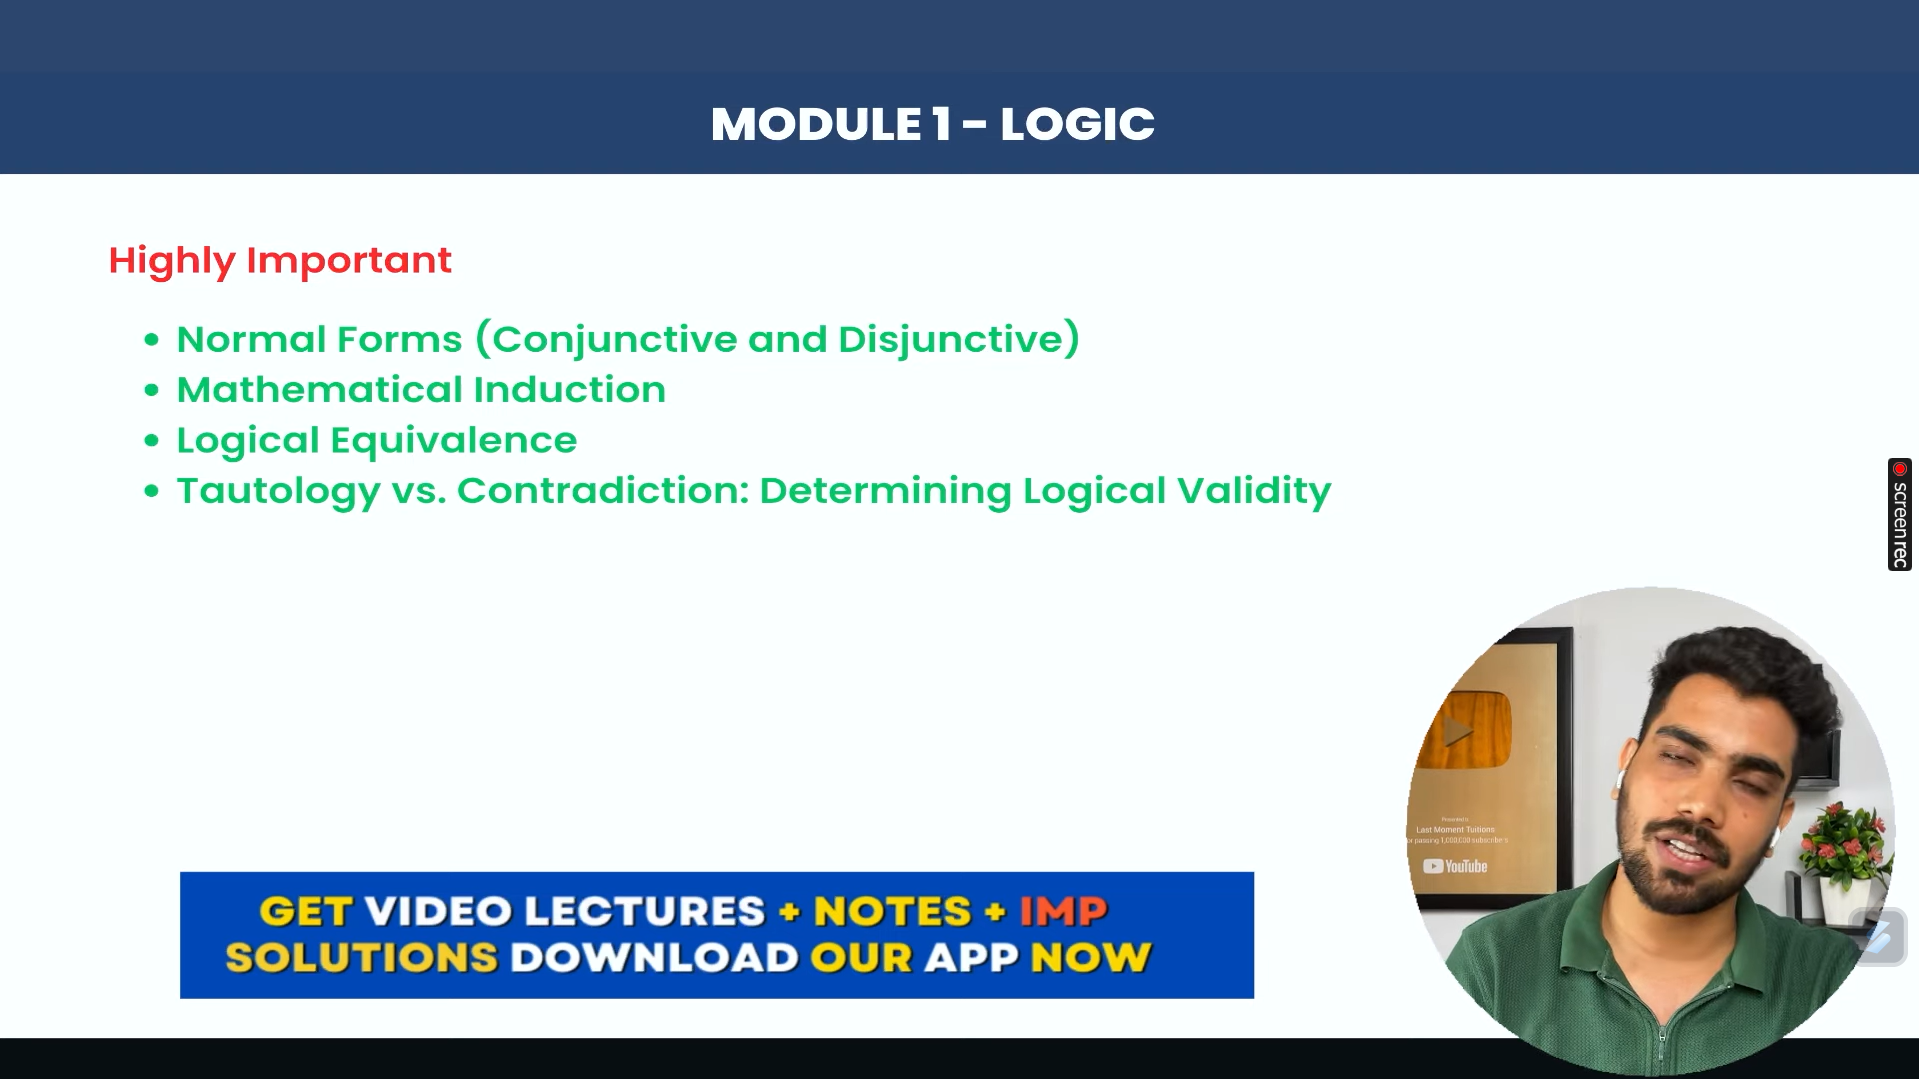 MODULE 1 - LOGIC
Highly Important
• Normal Forms (Conjunctive and Disjunctive)
• Mathematical Induction
• Logical Equivalence
• Tautology vs. Contradiction: Determining Logical Validity
screenrec
Presented to
Last Moment Tuitions
for passing 1,000,000 subscribers
YouTube
GET VIDEO LECTURES + NOTES + IMP
SOLUTIONS DOWNLOAD OUR APP NOW